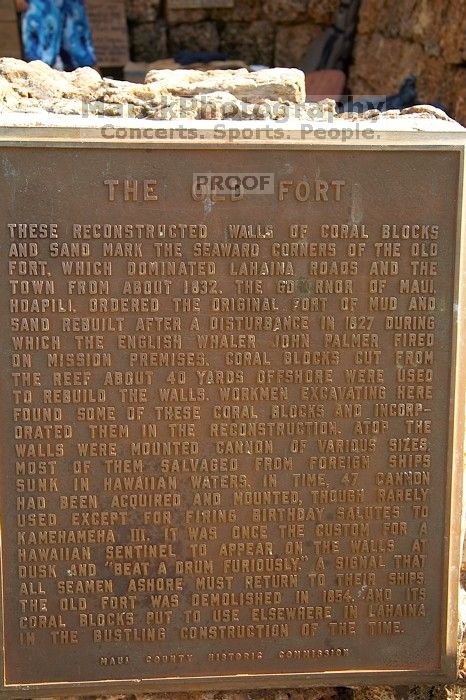 MarkkPhotography
Concerts. Sports. People.
PROOF
THE OLD FORT
THESE RECONSTRUCTED WALLS OF CORAL BLOCKS
AND SAND MARK THE SEAWARD CORNERS OF THE OLD
FORT, WHICH DOMINATED LAHAINA ROADS AND THE
TOWN FROM ABOUT 1832. THE GOVERNOR OF MAUI,
HOAPILI, ORDERED THE ORIGINAL FORT OF MUD AND
SAND REBUILT AFTER A DISTURBANCE IN 1827 DURING
WHICH THE ENGLISH WHALER JOHN PALMER FIRED
ON MISSION PREMISES. CORAL BLOCKS CUT FROM
THE REEF ABOUT 40 YARDS OFFSHORE WERE USED
TO REBUILD THE WALLS. WORKMEN EXCAVATING HERE
FOUND SOME OF THESE CORAL BLOCKS AND INCORP-
ORATED THEM IN THE RECONSTRUCTION. ATOP THE
WALLS WERE MOUNTED CANNON OF VARIOUS SIZES,
MOST OF THEM SALVAGED FROM FOREIGN SHIPS
SUNK IN HAWAIIAN WATERS. IN TIME, 47 CANNON
HAD BEEN ACQUIRED AND MOUNTED, THOUGH RARELY
USED EXCEPT FOR FIRING BIRTHDAY SALUTES TO
KAMEHAMEHA III. IT WAS ONCE THE CUSTOM FOR A
HAWAIIAN SENTINEL TO APPEAR ON THE WALLS AT
DUSK AND "BEAT A DRUM FURIOUSLY," A SIGNAL THAT
ALL SEAMEN ASHORE MUST RETURN TO THEIR SHIPS.
THE OLD FORT WAS DEMOLISHED IN 1854, AND ITS
CORAL BLOCKS PUT TO USE ELSEWHERE IN LAHAINA
IN THE BUSTLING CONSTRUCTION OF THE TIME.
MAUI COUNTY HISTORIC COMMISSION